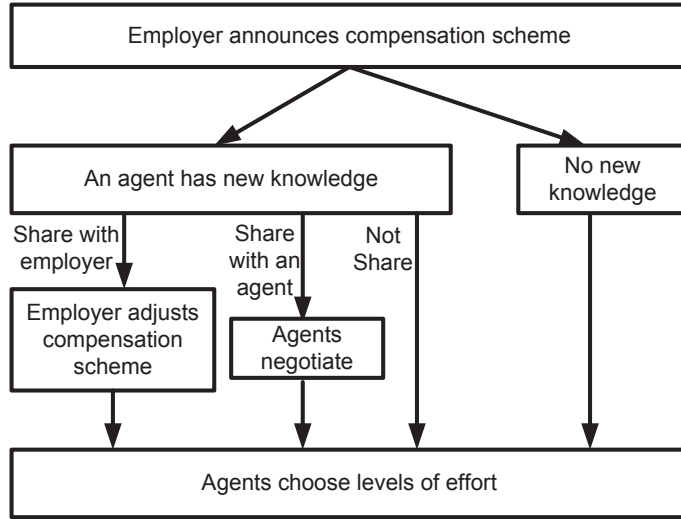 Employer announces compensation scheme
An agent has new knowledge
No new
knowledge
Share with
employer
Share
with an
agent
Not
Share
Employer adjusts
compensation
scheme
Agents
negotiate
Agents choose levels of effort